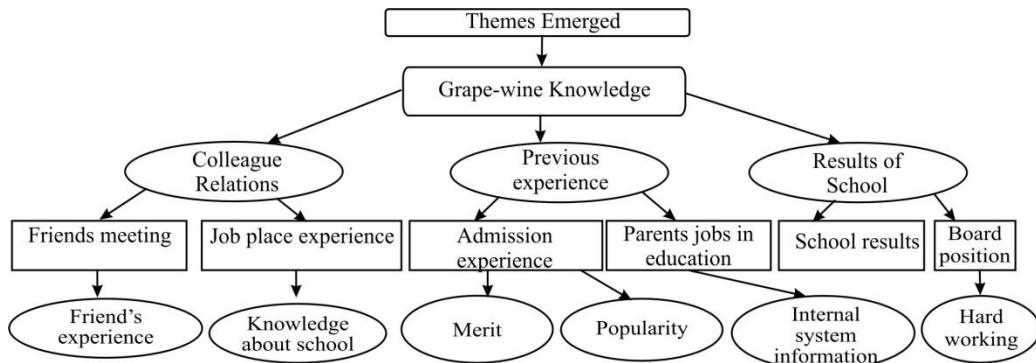 Themes Emerged
Grape-wine Knowledge
Colleague
Relations
Previous
experience
Results of
School
Friends meeting
Job place experience
Admission
experience
Parents jobs in
education
School results
Board
position
Friend's
experience
Knowledge
about school
Merit
Popularity
Internal
system
information
Hard
working